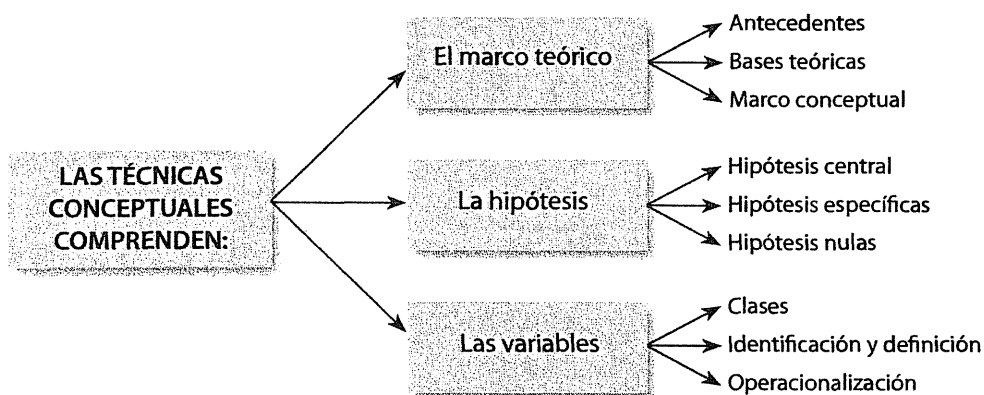 LAS TÉCNICAS
CONCEPTUALES
COMPRENDEN:
El marco teórico
Antecedentes
Bases teóricas
Marco conceptual
La hipótesis
Hipótesis central
Hipótesis específicas
Hipótesis nulas
Las variables
Clases
Identificación y definición
Operacionalización